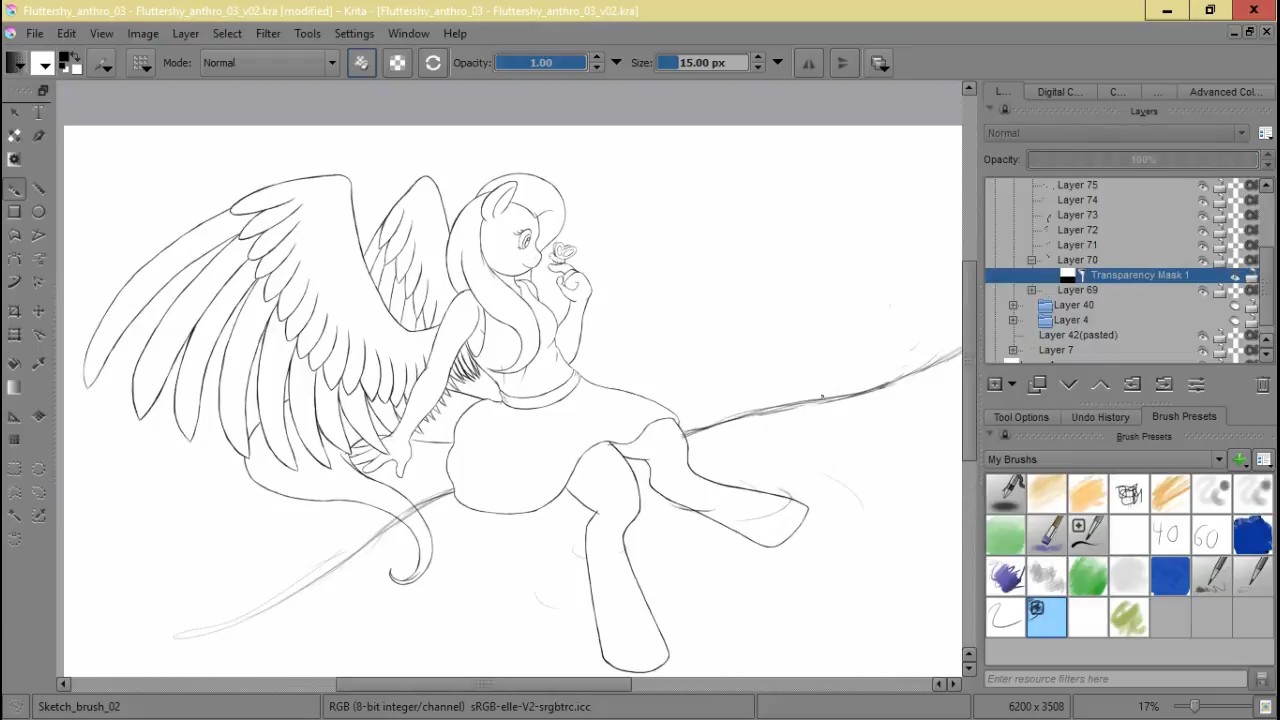 Fluttershy_anthro_03 - Fluttershy_anthro_03_v02.kra [modified] - Krita - [Fluttershy_anthro_03 - Fluttershy_anthro_03_v02.kra]
File Edit View Image Layer Select Filter Tools Settings Window Help
Mode: Normal Opacity: 1.00 Size: 15.00 px
L... Digital C... C... ... Advanced Col...
Layers
Normal
Opacity: 100%
Layer 75
Layer 74
Layer 73
Layer 72
Layer 71
Layer 70
Transparency Mask 1
Layer 69
Layer 40
Layer 4
Layer 42(pasted)
Layer 7
Tool Options Undo History Brush Presets
Brush Presets
My Brushes
40 60
Enter resource filters here
Sketch_brush_02 RGB (8-bit integer/channel) sRGB-elle-V2-srgbtrc.icc 6200 x 3508 17%